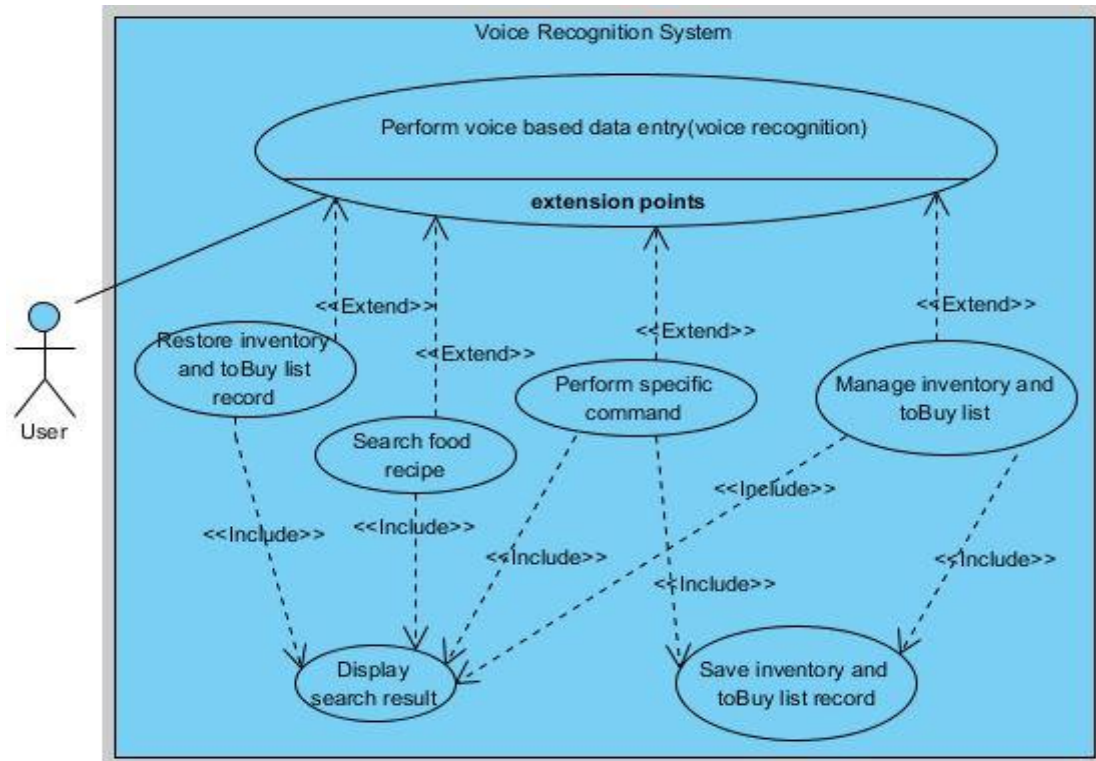 Voice Recognition System
Perform voice based data entry(voice recognition)
extension points
<<Extend>>
<<Extend>>
<<Extend>>
<<Extend>>
Restore inventory
and toBuy list
record
Perform specific
command
Manage inventory and
toBuy list
User
Search food
recipe
<<Include>>
<<Include>>
<<Include>>
<<Include>>
<<Include>>
<<Include>>
Display
search result
Save inventory and
toBuy list record